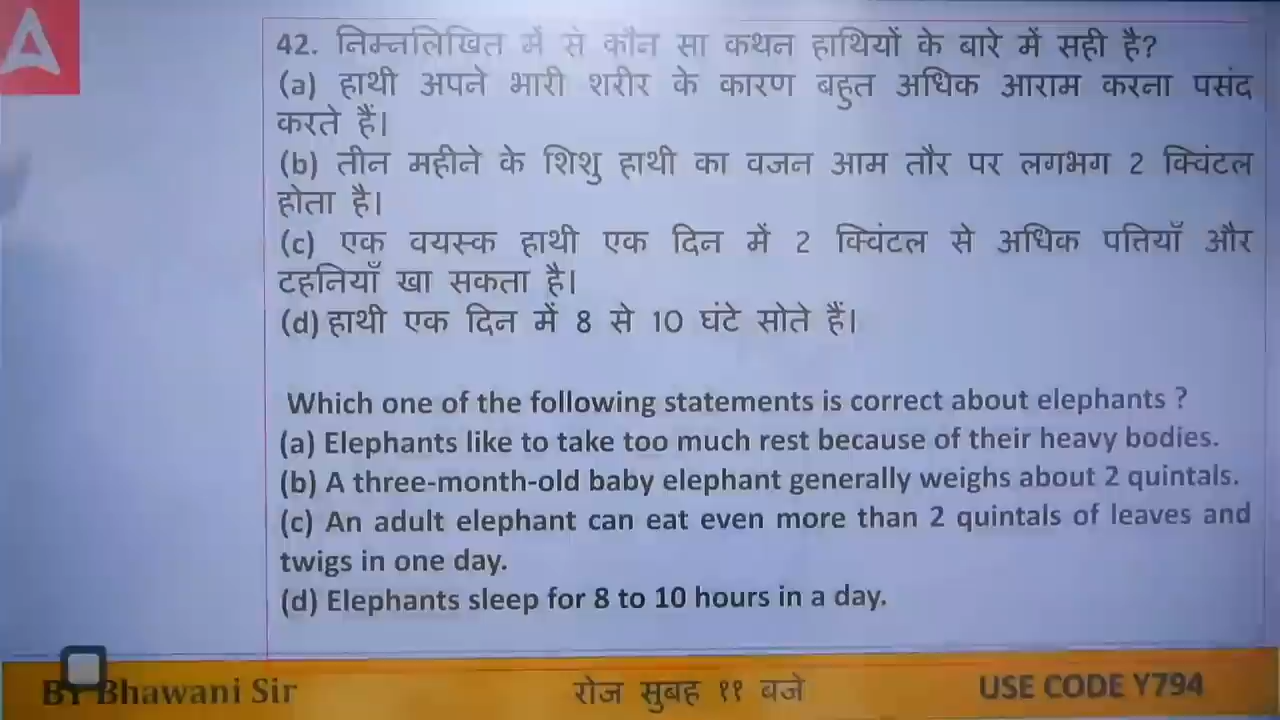 42. निम्नलिखित में से कौन सा कथन हाथियों के बारे में सही है?
(a) हाथी अपने भारी शरीर के कारण बहुत अधिक आराम करना पसंद
करते हैं।
(b) तीन महीने के शिशु हाथी का वजन आम तौर पर लगभग 2 क्विंटल
होता है।
(c) एक वयस्क हाथी एक दिन में 2 क्विंटल से अधिक पत्तियाँ और
टहनियाँ खा सकता है।
(d) हाथी एक दिन में 8 से 10 घंटे सोते हैं।
Which one of the following statements is correct about elephants ?
(a) Elephants like to take too much rest because of their heavy bodies.
(b) A three-month-old baby elephant generally weighs about 2 quintals.
(c) An adult elephant can eat even more than 2 quintals of leaves and
twigs in one day.
(d) Elephants sleep for 8 to 10 hours in a day.
BY Bhawani Sir
रोज सुबह ११ बजे
USE CODE Y794